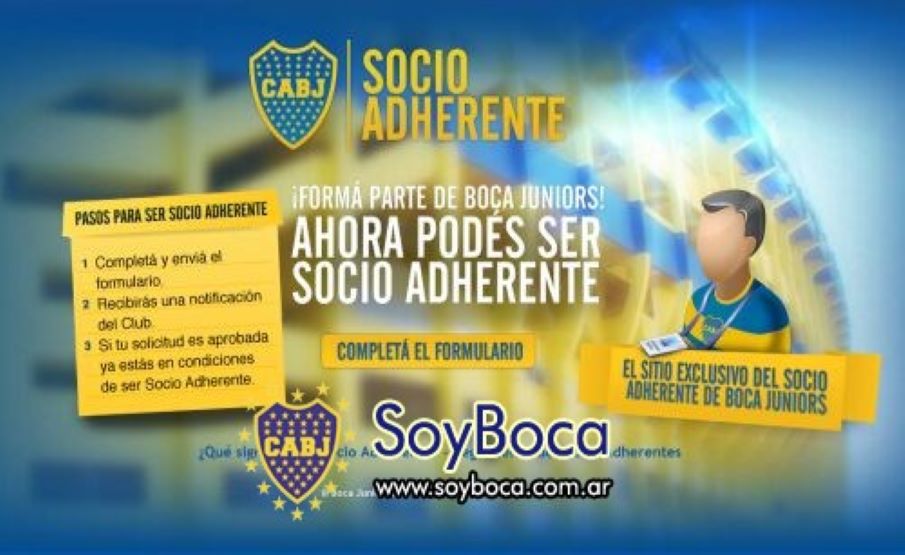 CABJ
SOCIO
ADHERENTE
PASOS PARA SER SOCIO ADHERENTE
1 Completá y enviá el
formulario.
2 Recibirás una notificación
del Club.
3 Si tu solicitud es aprobada
ya estás en condiciones
de ser Socio Adherente.
¡FORMÁ PARTE DE BOCA JUNIORS!
AHORA PODÉS SER
SOCIO ADHERENTE
COMPLETÁ EL FORMULARIO
EL SITIO EXCLUSIVO DEL SOCIO
ADHERENTE DE BOCA JUNIORS
CABJ
SoyBoca
¿Qué
www.soyboca.com.ar